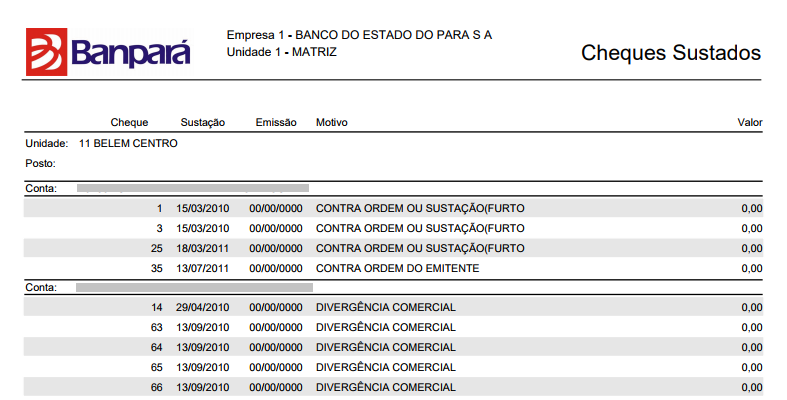 Banpará
Empresa 1 - BANCO DO ESTADO DO PARA S A
Unidade 1 - MATRIZ
Cheques Sustados
Cheque Sustação Emissão Motivo Valor
Unidade: 11 BELEM CENTRO
Posto:
Conta:
1 15/03/2010 00/00/0000 CONTRA ORDEM OU SUSTAÇÃO(FURTO 0,00
3 15/03/2010 00/00/0000 CONTRA ORDEM OU SUSTAÇÃO(FURTO 0,00
25 18/03/2011 00/00/0000 CONTRA ORDEM OU SUSTAÇÃO(FURTO 0,00
35 13/07/2011 00/00/0000 CONTRA ORDEM DO EMITENTE 0,00
Conta:
14 29/04/2010 00/00/0000 DIVERGÊNCIA COMERCIAL 0,00
63 13/09/2010 00/00/0000 DIVERGÊNCIA COMERCIAL 0,00
64 13/09/2010 00/00/0000 DIVERGÊNCIA COMERCIAL 0,00
65 13/09/2010 00/00/0000 DIVERGÊNCIA COMERCIAL 0,00
66 13/09/2010 00/00/0000 DIVERGÊNCIA COMERCIAL 0,00